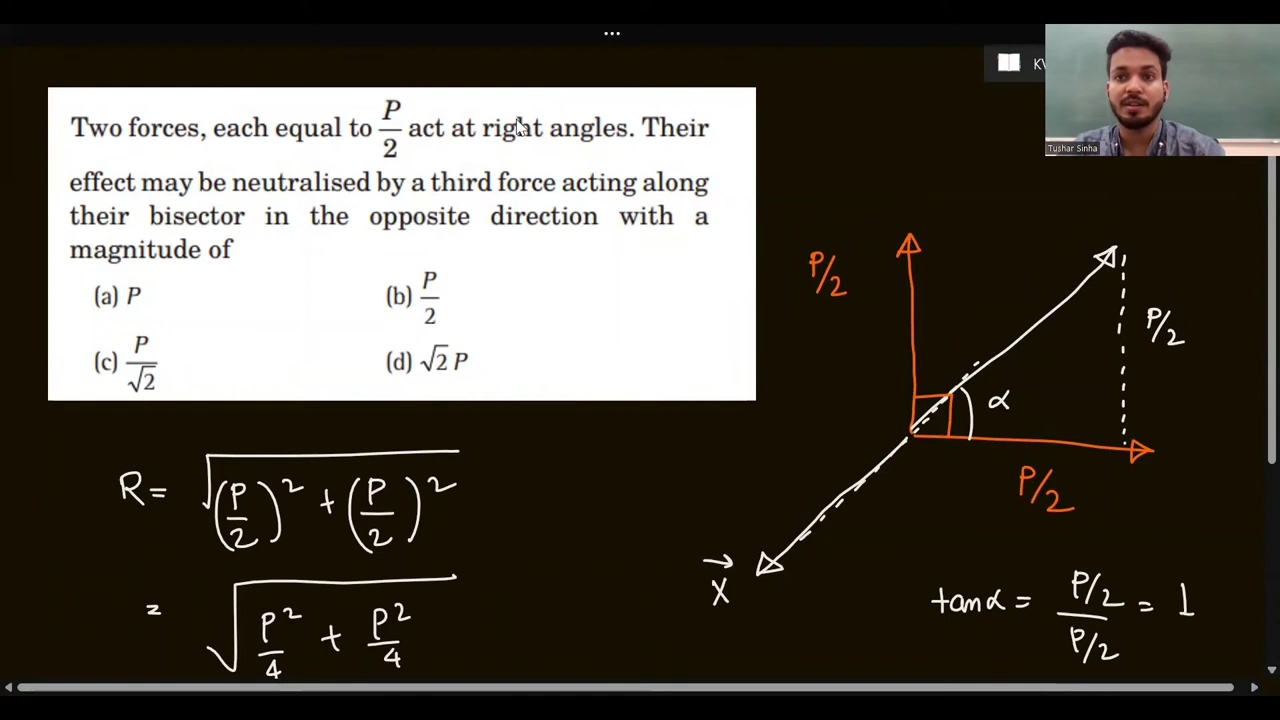 ...
KV
Tushar Sinha
Two forces, each equal to P/2 act at right angles. Their
effect may be neutralised by a third force acting along
their bisector in the opposite direction with a
magnitude of
(a) P (b) P/2
(c) P/√2 (d) √2 P
P/2
P/2
α
P/2
R = √((P/2)² + (P/2)²)
X⃗
= √(P²/4 + P²/4)
tanα = (P/2)/(P/2) = 1